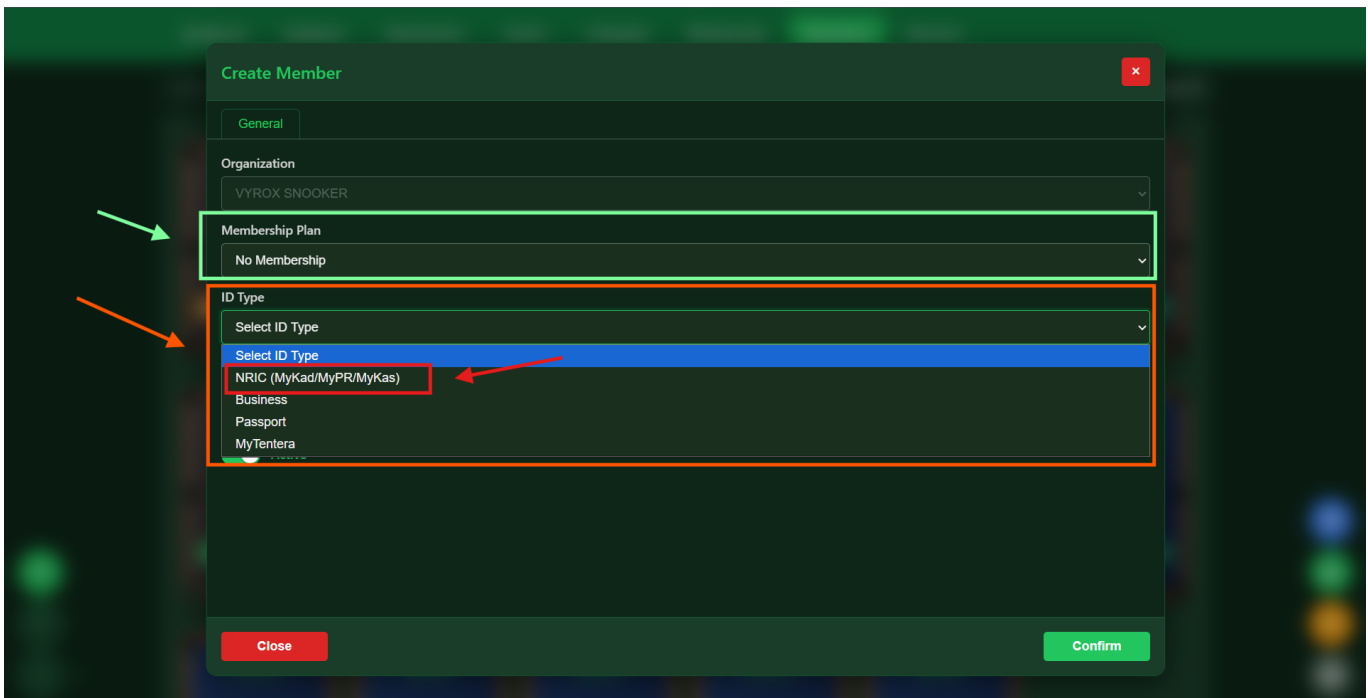 Create Member
×
General
Organization
VYROX SNOOKER
Membership Plan
No Membership
ID Type
Select ID Type
Select ID Type
NRIC (MyKad/MyPR/MyKas)
Business
Passport
MyTentera
Close
Confirm